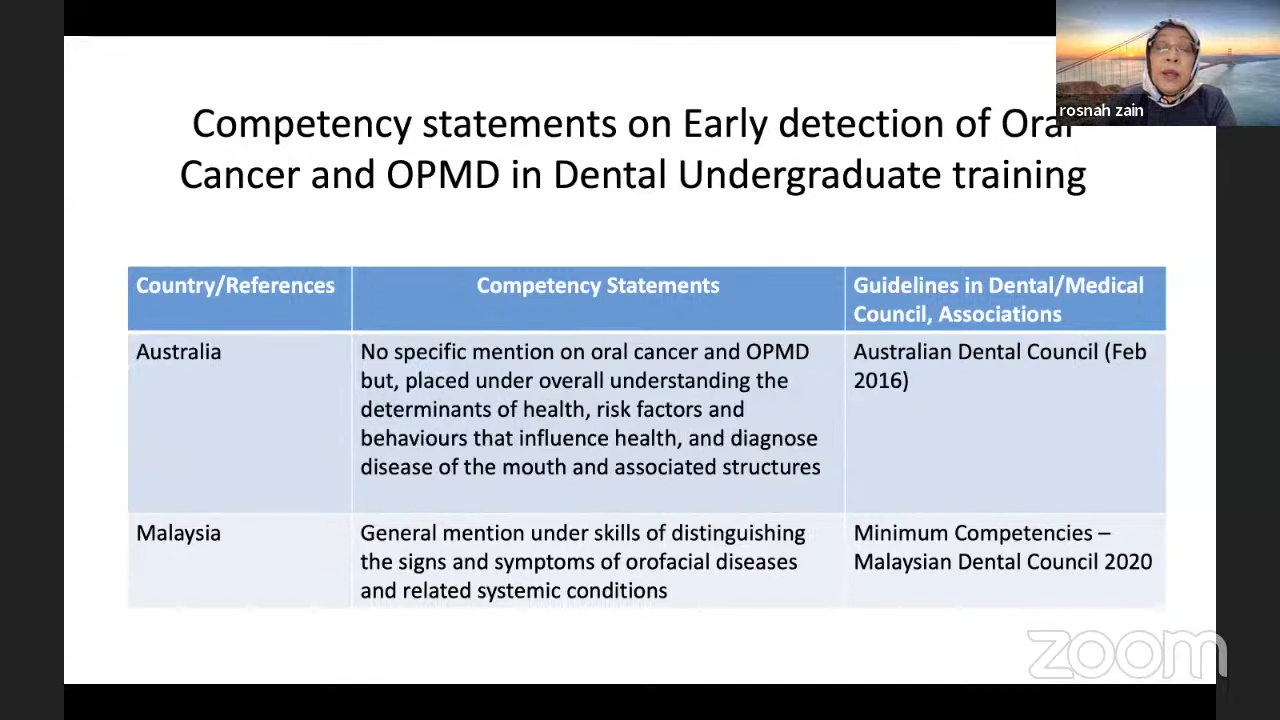 rosnah zain
Competency statements on Early detection of Oral
Cancer and OPMD in Dental Undergraduate training
Country/References
Competency Statements
Guidelines in Dental/Medical
Council, Associations
Australia
No specific mention on oral cancer and OPMD
but, placed under overall understanding the
determinants of health, risk factors and
behaviours that influence health, and diagnose
disease of the mouth and associated structures
Australian Dental Council (Feb
2016)
Malaysia
General mention under skills of distinguishing
the signs and symptoms of orofacial diseases
and related systemic conditions
Minimum Competencies –
Malaysian Dental Council 2020
zoom